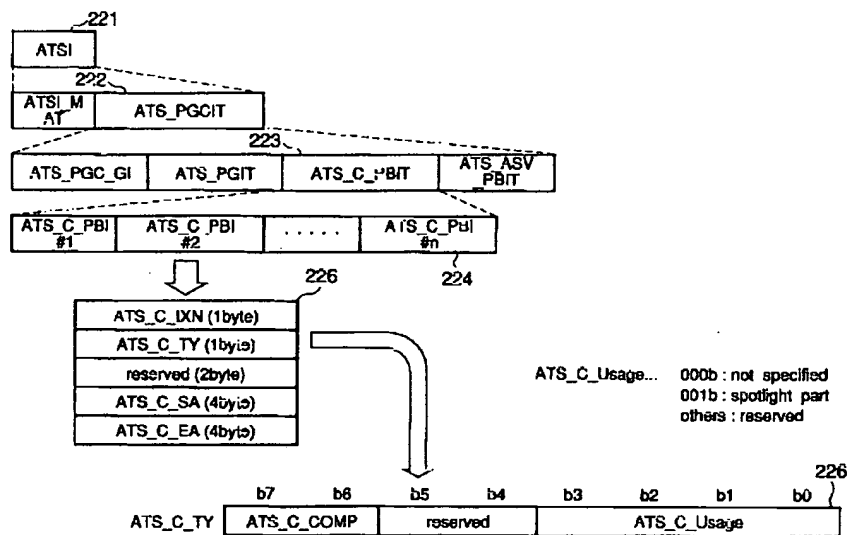 221
ATSI
222
ATSI_M
AT
ATS_PGCIT
223
ATS_PGC_GI
ATS_PGIT
ATS_C_PBIT
ATS_ASV
_PBIT
ATS_C_PBI
#1
ATS_C_PBI
#2
. . . . .
ATS_C_PBI
#n
224
226
ATS_C_IXN (1byte)
ATS_C_TY (1byte)
reserved (2byte)
ATS_C_SA (4byte)
ATS_C_EA (4byte)
ATS_C_Usage... 000b : not specified
001b : spotlight part
others : reserved
226
b7 b6 b5 b4 b3 b2 b1 b0
ATS_C_TY ATS_C_COMP reserved ATS_C_Usage